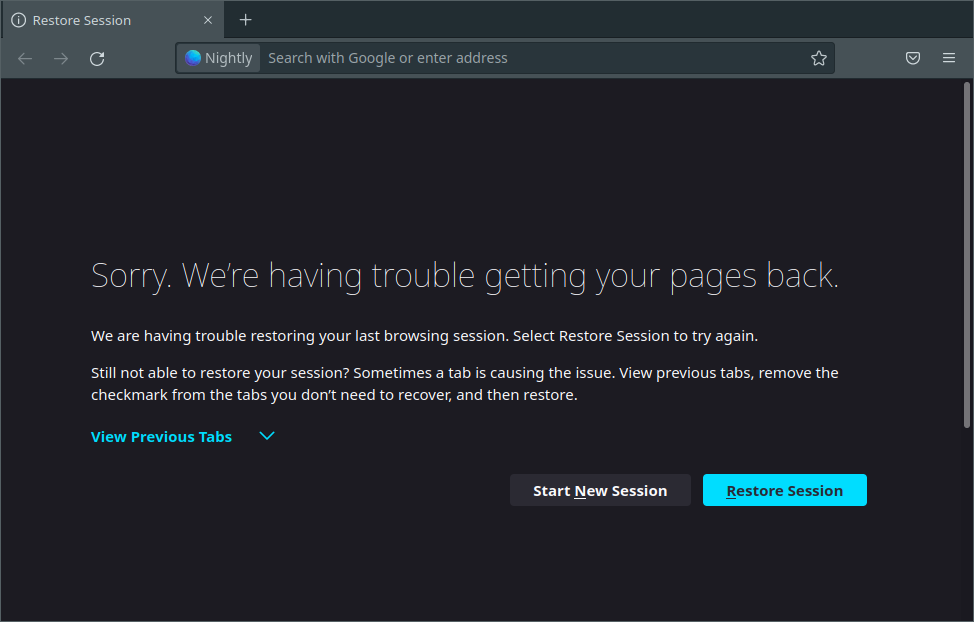 Restore Session
Nightly Search with Google or enter address
Sorry. We’re having trouble getting your pages back.
We are having trouble restoring your last browsing session. Select Restore Session to try again.
Still not able to restore your session? Sometimes a tab is causing the issue. View previous tabs, remove the
checkmark from the tabs you don’t need to recover, and then restore.
View Previous Tabs
Start New Session Restore Session